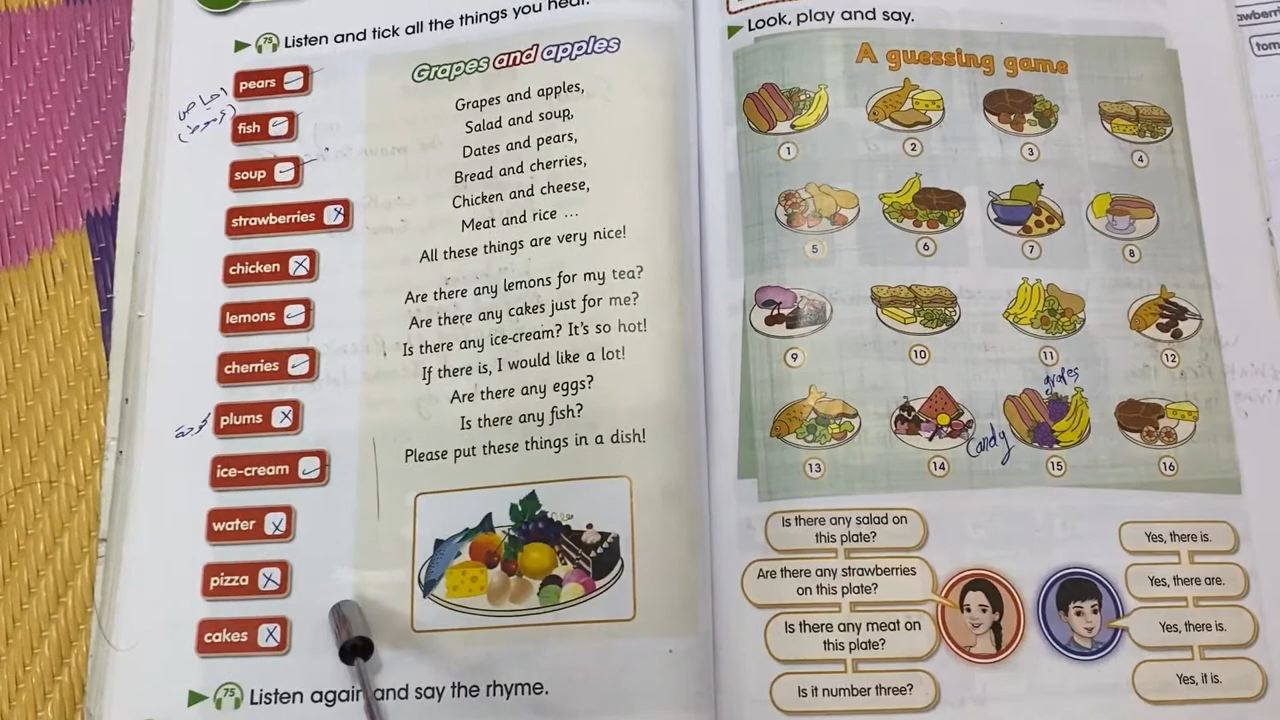 75 Listen and tick all the things you hear.
pears ✓
fish ✓
soup ✓
strawberries X
chicken X
lemons ✓
cherries ✓
plums X
ice-cream ✓
water X
pizza X
cakes X
Grapes and apples
Grapes and apples,
Salad and soup,
Dates and pears,
Bread and cherries,
Chicken and cheese,
Meat and rice ...
All these things are very nice!
Are there any lemons for my tea?
Are there any cakes just for me?
Is there any ice-cream? It's so hot!
If there is, I would like a lot!
Are there any eggs?
Is there any fish?
Please put these things in a dish!
75 Listen again and say the rhyme.
Look, play and say.
A guessing game
1
2
3
4
5
6
7
8
9
10
11
12
grapes
candy
13
14
15
16
Is there any salad on
this plate?
Are there any strawberries
on this plate?
Is there any meat on
this plate?
Is it number three?
Yes, there is.
Yes, there are.
Yes, there is.
Yes, it is.
tom